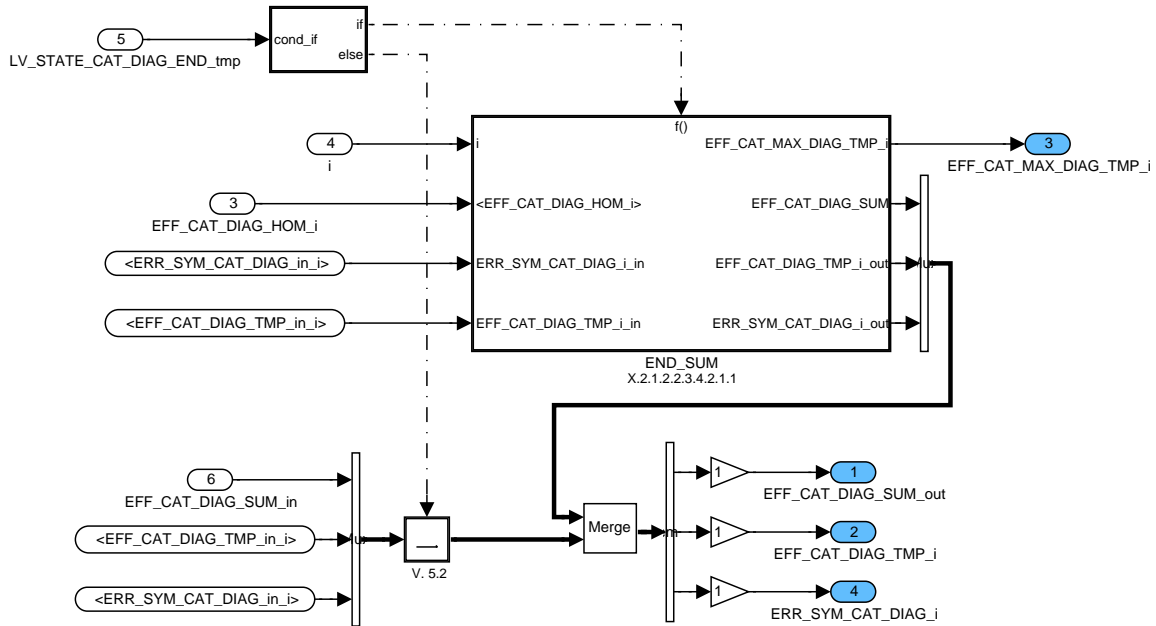 if
5
cond_if
else
LV_STATE_CAT_DIAG_END_tmp
f()
4
i
EFF_CAT_MAX_DIAG_TMP_i
3
i
EFF_CAT_MAX_DIAG_TMP_i
3
<EFF_CAT_DIAG_HOM_i>
EFF_CAT_DIAG_SUM
EFF_CAT_DIAG_HOM_i
<ERR_SYM_CAT_DIAG_in_i>
ERR_SYM_CAT_DIAG_i_in
EFF_CAT_DIAG_TMP_i_out
<EFF_CAT_DIAG_TMP_in_i>
EFF_CAT_DIAG_TMP_i_in
ERR_SYM_CAT_DIAG_i_out
END_SUM
X.2.1.2.2.3.4.2.1.1
6
EFF_CAT_DIAG_SUM_in
1
1
EFF_CAT_DIAG_SUM_out
<EFF_CAT_DIAG_TMP_in_i>
Merge
1
2
EFF_CAT_DIAG_TMP_i
V. 5.2
<ERR_SYM_CAT_DIAG_in_i>
1
4
ERR_SYM_CAT_DIAG_i